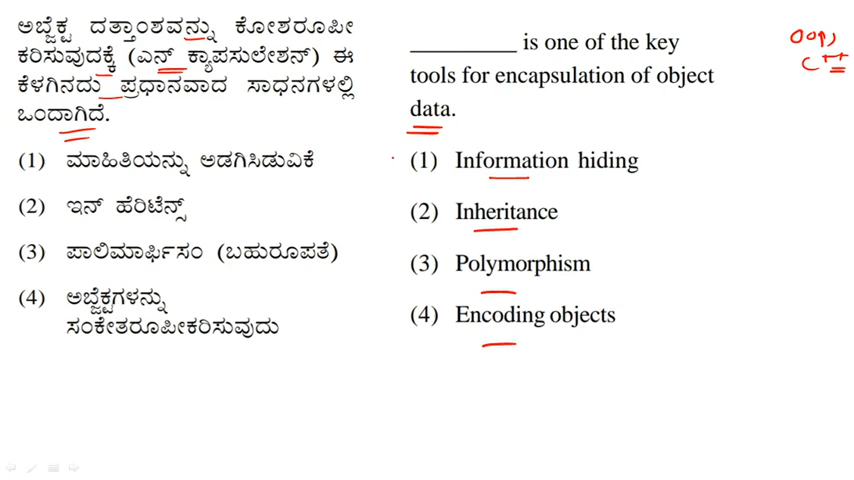 ಅಬ್ಜೆಕ್ಟ ದತ್ತಾಂಶವನ್ನು ಕೋಶರೂಪೀ
ಕರಿಸುವುದಕ್ಕೆ (ಎನ್ ಕ್ಯಾಪಸುಲೇಶನ್) ಈ
ಕೆಳಗಿನದು ಪ್ರಧಾನವಾದ ಸಾಧನಗಳಲ್ಲಿ
ಒಂದಾಗಿದೆ.
(1) ಮಾಹಿತಿಯನ್ನು ಅಡಗಿಸಿಡುವಿಕೆ
(2) ಇನ್ ಹೆರಿಟೆನ್ಸ್
(3) ಪಾಲಿಮಾರ್ಫಿಸಂ (ಬಹುರೂಪತೆ)
(4) ಅಬ್ಜೆಕ್ಟಗಳನ್ನು
ಸಂಕೇತರೂಪೀಕರಿಸುವುದು
__________ is one of the key
tools for encapsulation of object
data.
(1) Information hiding
(2) Inheritance
(3) Polymorphism
(4) Encoding objects
OOP,
C++